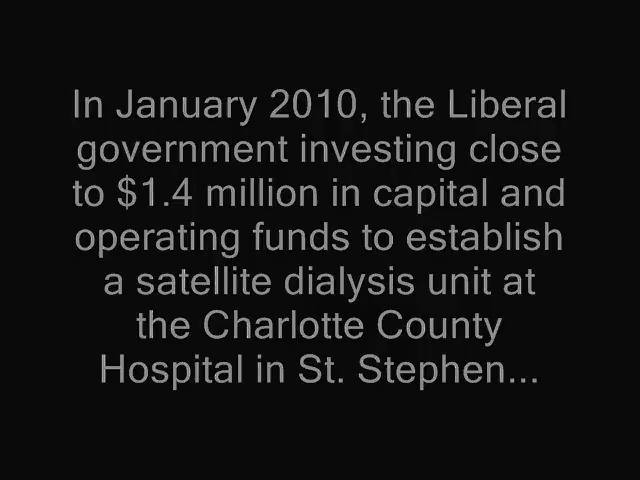 In January 2010, the Liberal
government investing close
to $1.4 million in capital and
operating funds to establish
a satellite dialysis unit at
the Charlotte County
Hospital in St. Stephen...